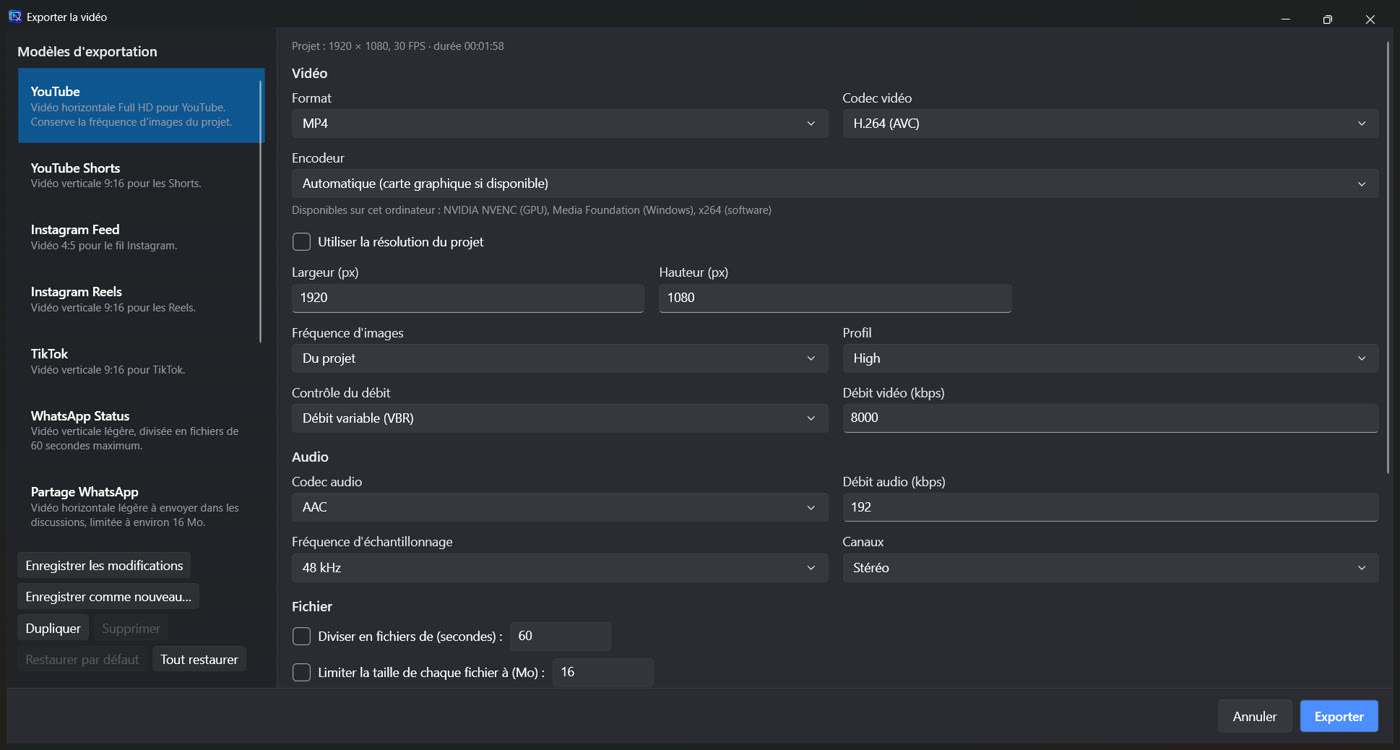 Exporter la vidéo
Modèles d'exportation
YouTube
Vidéo horizontale Full HD pour YouTube.
Conserve la fréquence d'images du projet.
YouTube Shorts
Vidéo verticale 9:16 pour les Shorts.
Instagram Feed
Vidéo 4:5 pour le fil Instagram.
Instagram Reels
Vidéo verticale 9:16 pour les Reels.
TikTok
Vidéo verticale 9:16 pour TikTok.
WhatsApp Status
Vidéo verticale légère, divisée en fichiers de
60 secondes maximum.
Partage WhatsApp
Vidéo horizontale légère à envoyer dans les
discussions, limitée à environ 16 Mo.
Enregistrer les modifications
Enregistrer comme nouveau...
Dupliquer Supprimer
Restaurer par défaut Tout restaurer
Projet : 1920 × 1080, 30 FPS · durée 00:01:58
Vidéo
Format Codec vidéo
MP4 H.264 (AVC)
Encodeur
Automatique (carte graphique si disponible)
Disponibles sur cet ordinateur : NVIDIA NVENC (GPU), Media Foundation (Windows), x264 (software)
Utiliser la résolution du projet
Largeur (px) Hauteur (px)
1920 1080
Fréquence d'images Profil
Du projet High
Contrôle du débit Débit vidéo (kbps)
Débit variable (VBR) 8000
Audio
Codec audio Débit audio (kbps)
AAC 192
Fréquence d'échantillonnage Canaux
48 kHz Stéréo
Fichier
Diviser en fichiers de (secondes) : 60
Limiter la taille de chaque fichier à (Mo) : 16
Annuler Exporter